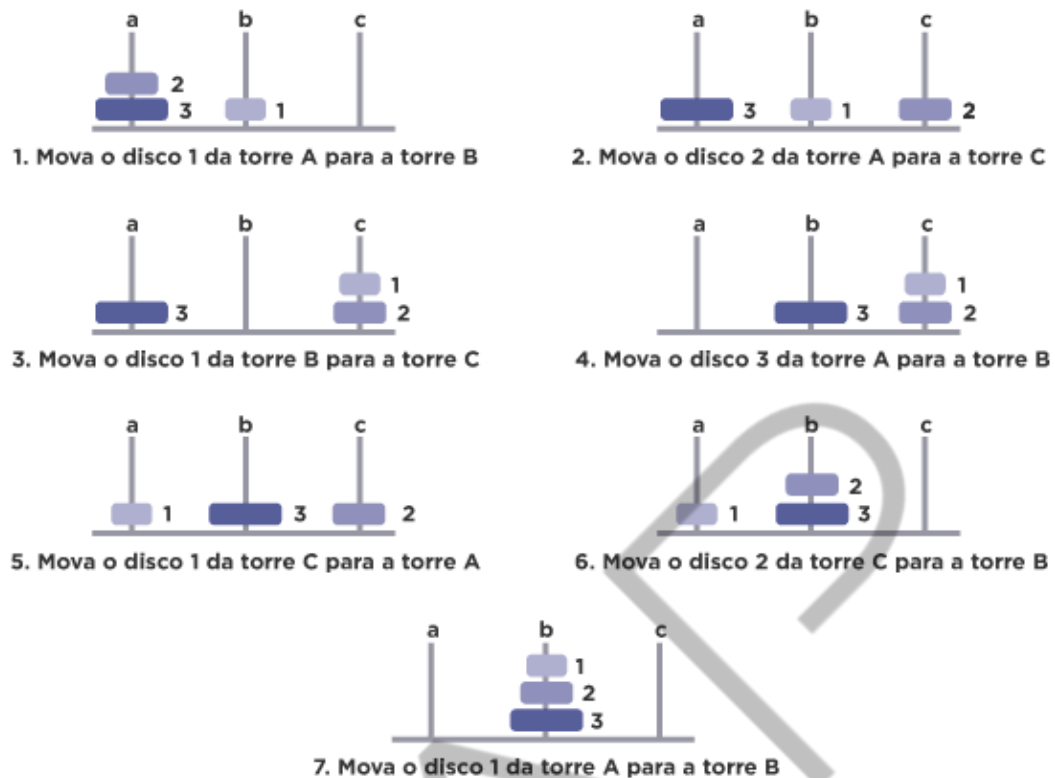 a b c a b c
2
3 1 3 1 2
1. Mova o disco 1 da torre A para a torre B 2. Mova o disco 2 da torre A para a torre C
a b c a b c
1 1
3 2 3 2
3. Mova o disco 1 da torre B para a torre C 4. Mova o disco 3 da torre A para a torre B
a b c a b c
2
1 3 2 1 3
5. Mova o disco 1 da torre C para a torre A 6. Mova o disco 2 da torre C para a torre B
a b c
1
2
3
7. Mova o disco 1 da torre A para a torre B